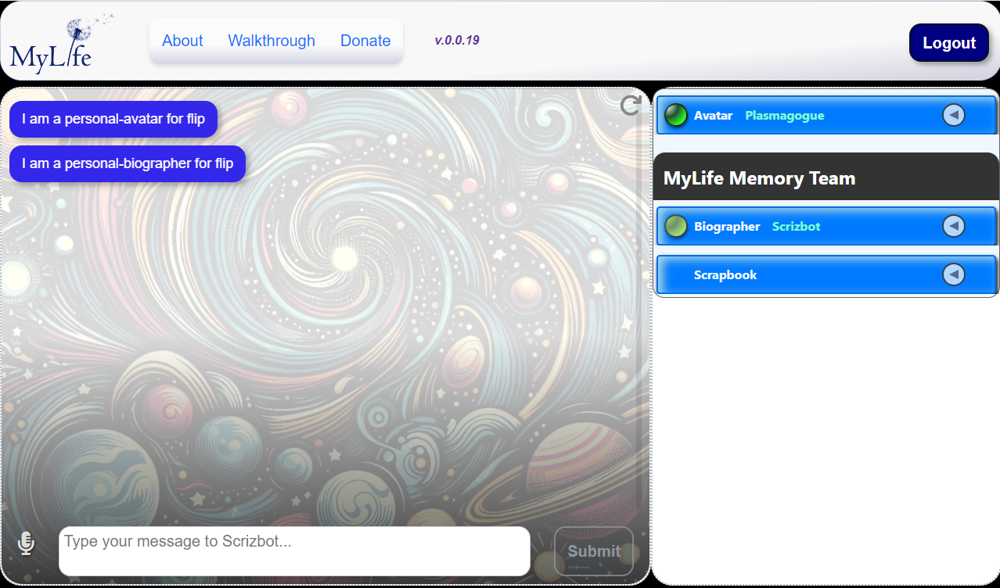 MyLife
About Walkthrough Donate v.0.0.19 Logout
I am a personal-avatar for flip
I am a personal-biographer for flip
Type your message to Scrizbot...
Submit
Avatar Plasmagogue
MyLife Memory Team
Biographer Scrizbot
Scrapbook